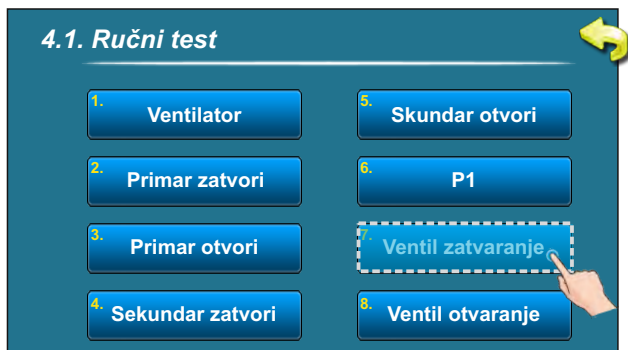 4.1. Ručni test
1.
Ventilator
2.
Primar zatvori
3.
Primar otvori
4.
Sekundar zatvori
5.
Skundar otvori
6.
P1
7.
Ventil zatvaranje
8.
Ventil otvaranje